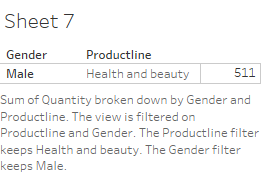 Sheet 7
Gender Productline
Male Health and beauty 511
Sum of Quantity broken down by Gender and
Productline. The view is filtered on
Productline and Gender. The Productline filter
keeps Health and beauty. The Gender filter
keeps Male.